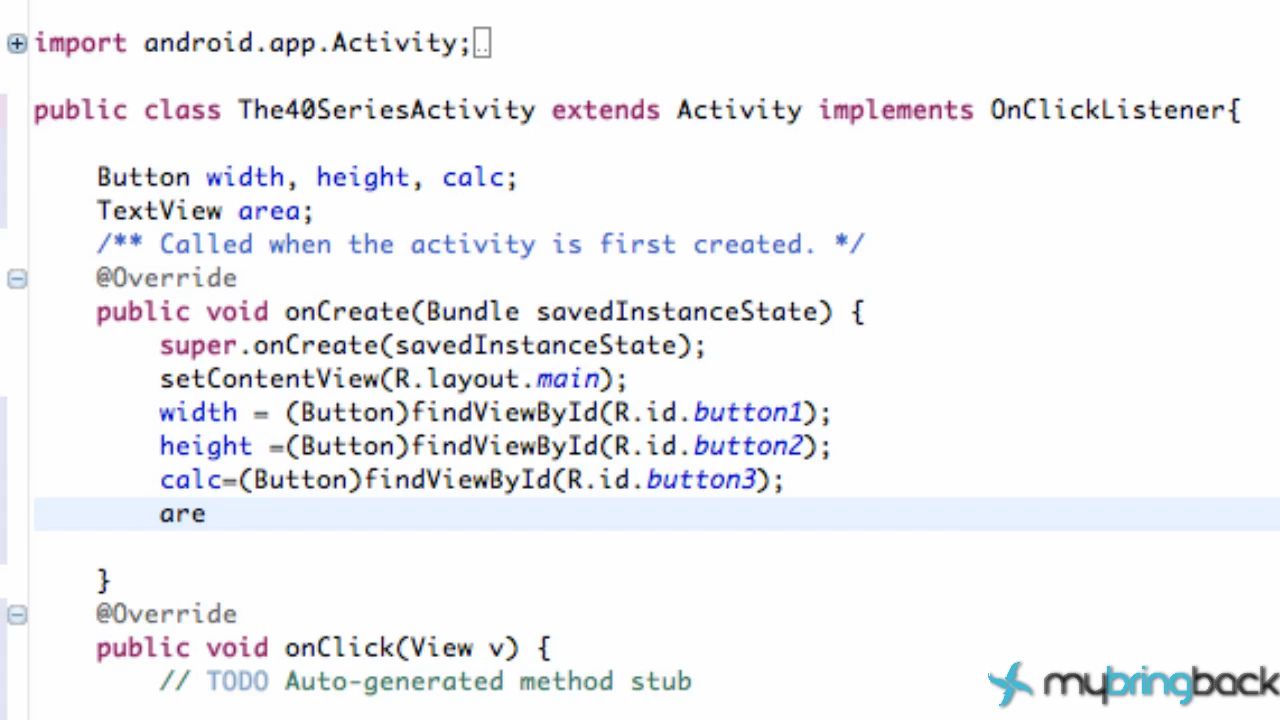 import android.app.Activity;
public class The40SeriesActivity extends Activity implements OnClickListener{
Button width, height, calc;
TextView area;
/** Called when the activity is first created. */
@Override
public void onCreate(Bundle savedInstanceState) {
super.onCreate(savedInstanceState);
setContentView(R.layout.main);
width = (Button)findViewById(R.id.button1);
height =(Button)findViewById(R.id.button2);
calc=(Button)findViewById(R.id.button3);
are
}
@Override
public void onClick(View v) {
// TODO Auto-generated method stub
mybringback